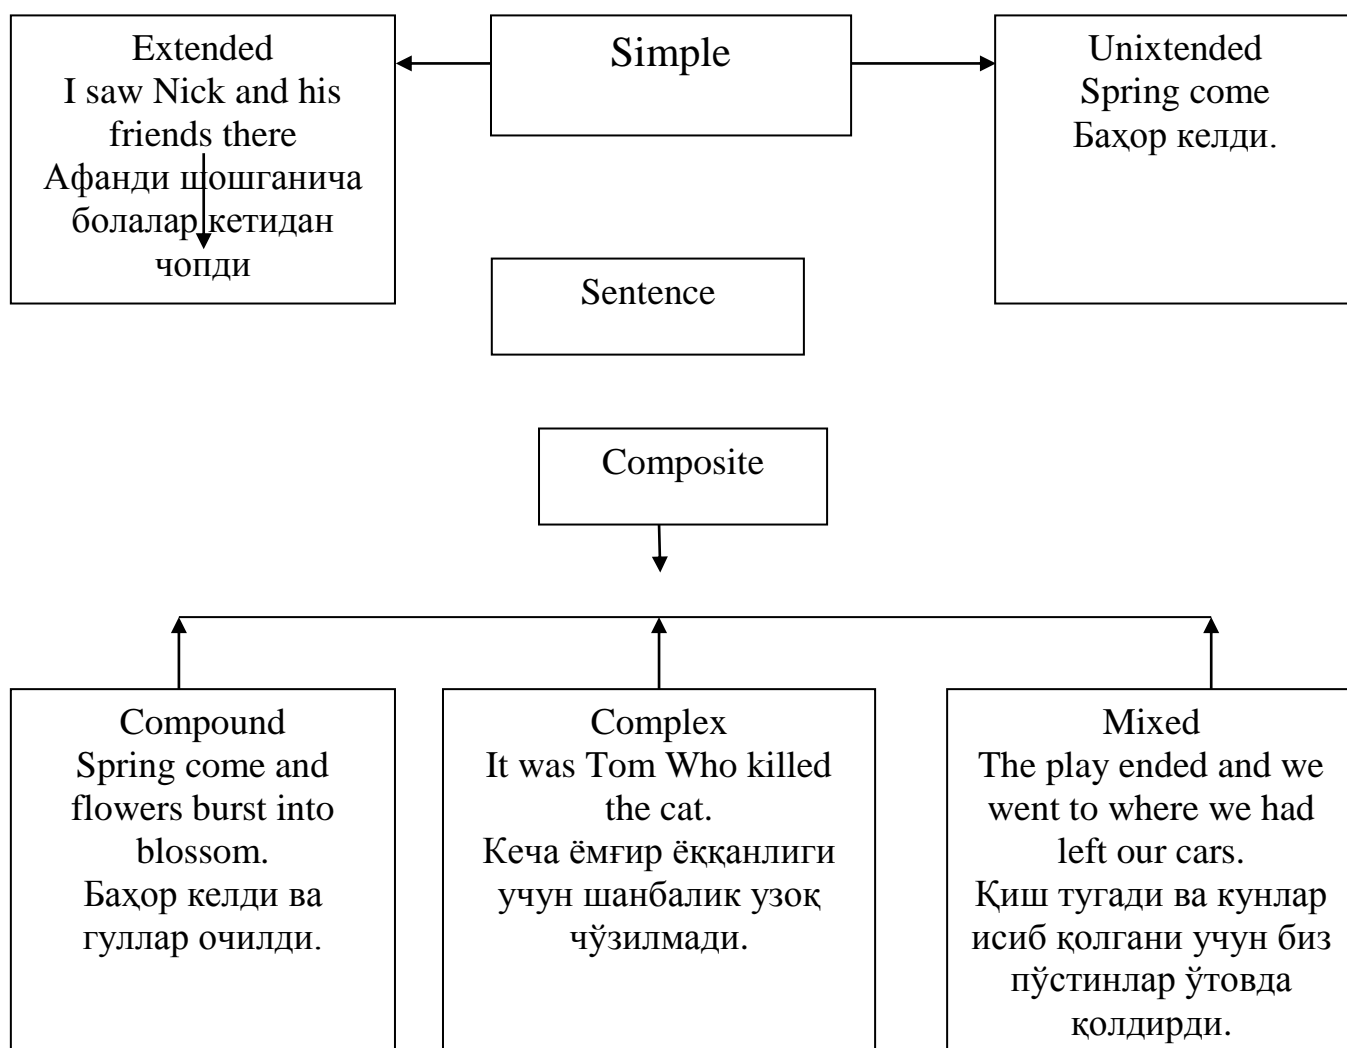 Extended
I saw Nick and his
friends there
Афанди шошганича
болалар кетидан
чопди
Simple
Unixtended
Spring come
Баҳор келди.
Sentence
Composite
Compound
Spring come and
flowers burst into
blossom.
Баҳор келди ва
гуллар очилди.
Complex
It was Tom Who killed
the cat.
Кеча ёмғир ёққанлиги
учун шанбалик узоқ
чўзилмади.
Mixed
The play ended and we
went to where we had
left our cars.
Қиш тугади ва кунлар
исиб қолгани учун биз
пўстинлар ўтовда
қолдирди.